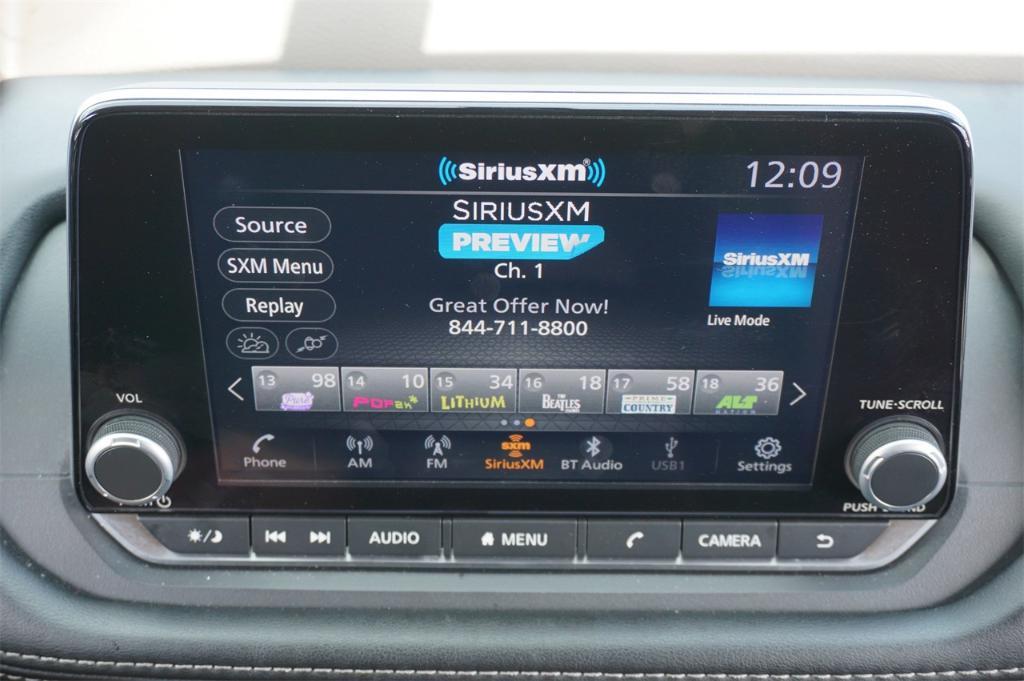 SiriusXM®
12:09
Source
SIRIUSXM
PREVIEW
SXM Menu
Ch. 1
SiriusXM
Replay
Great Offer Now!
844-711-8800
Live Mode
13 98
14 10
15 34
16 18
17 58
18 36
POP2K
LITHIUM
THE BEATLES
PRIME
COUNTRY
ALT
NATION
VOL
TUNE·SCROLL
Phone
AM
FM
sxm
SiriusXM
BT Audio
USB1
Settings
PUSH
AUDIO
MENU
CAMERA